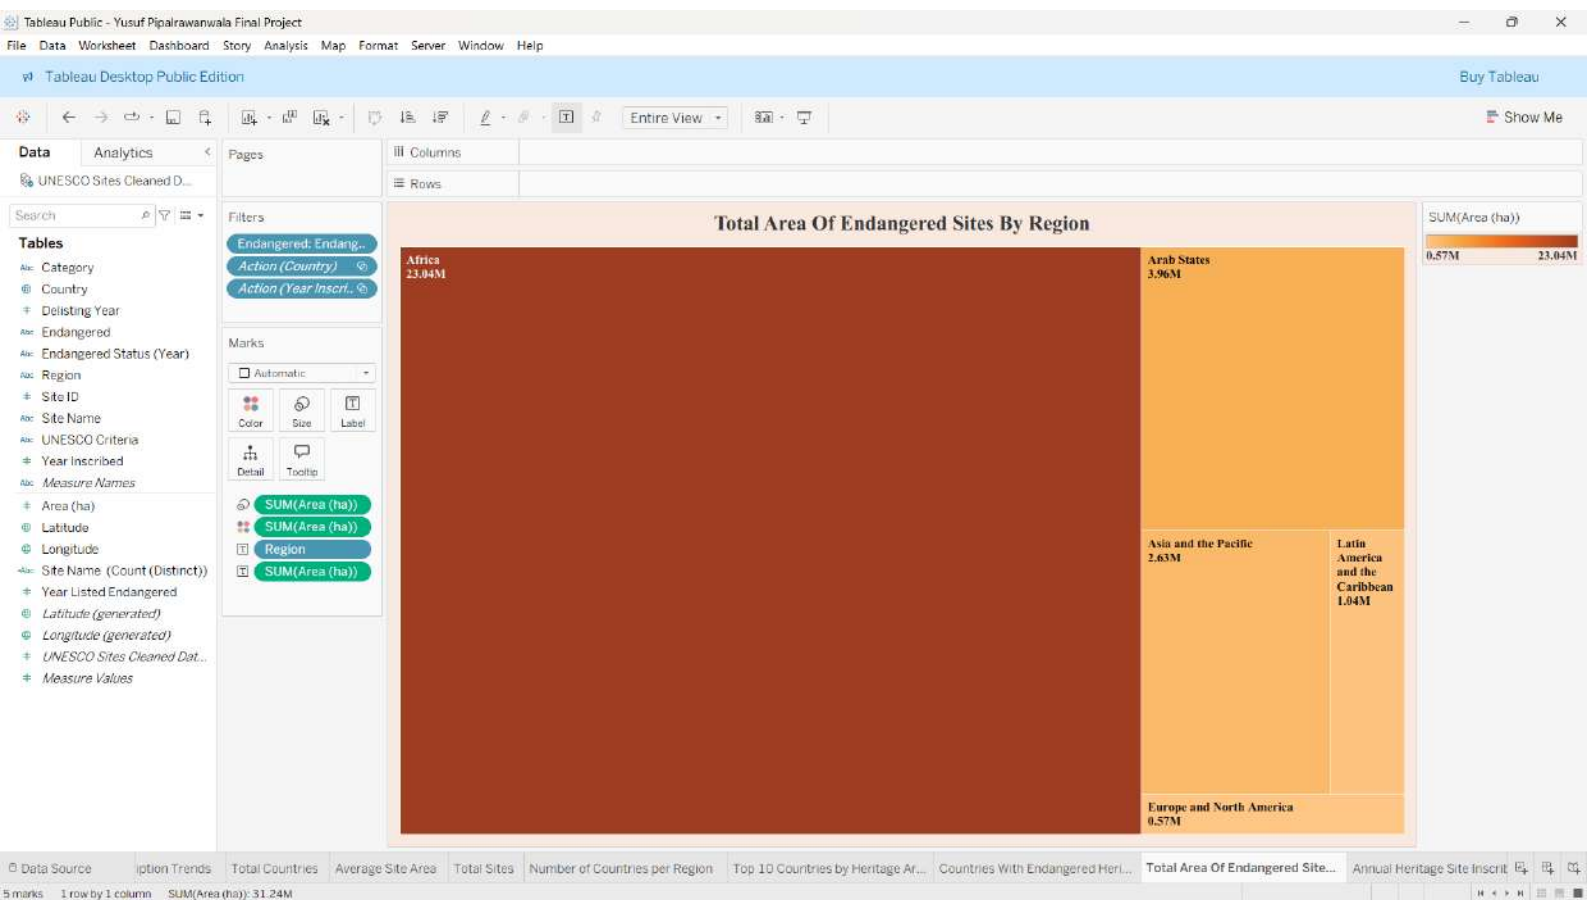 Tableau Public - Yusuf Pipalrawanwala Final Project
File Data Worksheet Dashboard Story Analysis Map Format Server Window Help
Tableau Desktop Public Edition
Buy Tableau
Entire View
Show Me
Data
Analytics
UNESCO Sites Cleaned D...
Search
Tables
Abc Category
Country
Delisting Year
Abc Endangered
Abc Endangered Status (Year)
Abc Region
Site ID
Abc Site Name
Abc UNESCO Criteria
Year Inscribed
Abc Measure Names
Area (ha)
Latitude
Longitude
Abc Site Name (Count (Distinct))
Year Listed Endangered
Latitude (generated)
Longitude (generated)
UNESCO Sites Cleaned Dat...
Measure Values
Pages
Filters
Endangered: Endang..
Action (Country)
Action (Year Inscri..
Marks
Automatic
Color Size Label
Detail Tooltip
SUM(Area (ha))
SUM(Area (ha))
Region
SUM(Area (ha))
Columns
Rows
Total Area Of Endangered Sites By Region
Africa
23.04M
Arab States
3.96M
Asia and the Pacific
2.63M
Latin
America
and the
Caribbean
1.04M
Europe and North America
0.57M
SUM(Area (ha))
0.57M 23.04M
Data Source iption Trends Total Countries Average Site Area Total Sites Number of Countries per Region Top 10 Countries by Heritage Ar... Countries With Endangered Heri... Total Area Of Endangered Site... Annual Heritage Site Inscrit
5 marks 1 row by 1 column SUM(Area (ha)): 31.24M